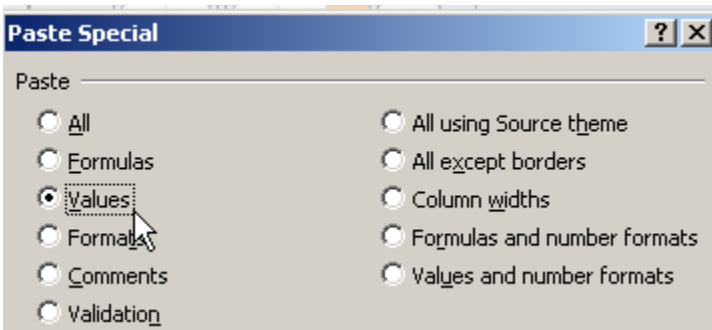 Paste Special
Paste
All
Formulas
Values
Formats
Comments
Validation
All using Source theme
All except borders
Column widths
Formulas and number formats
Values and number formats